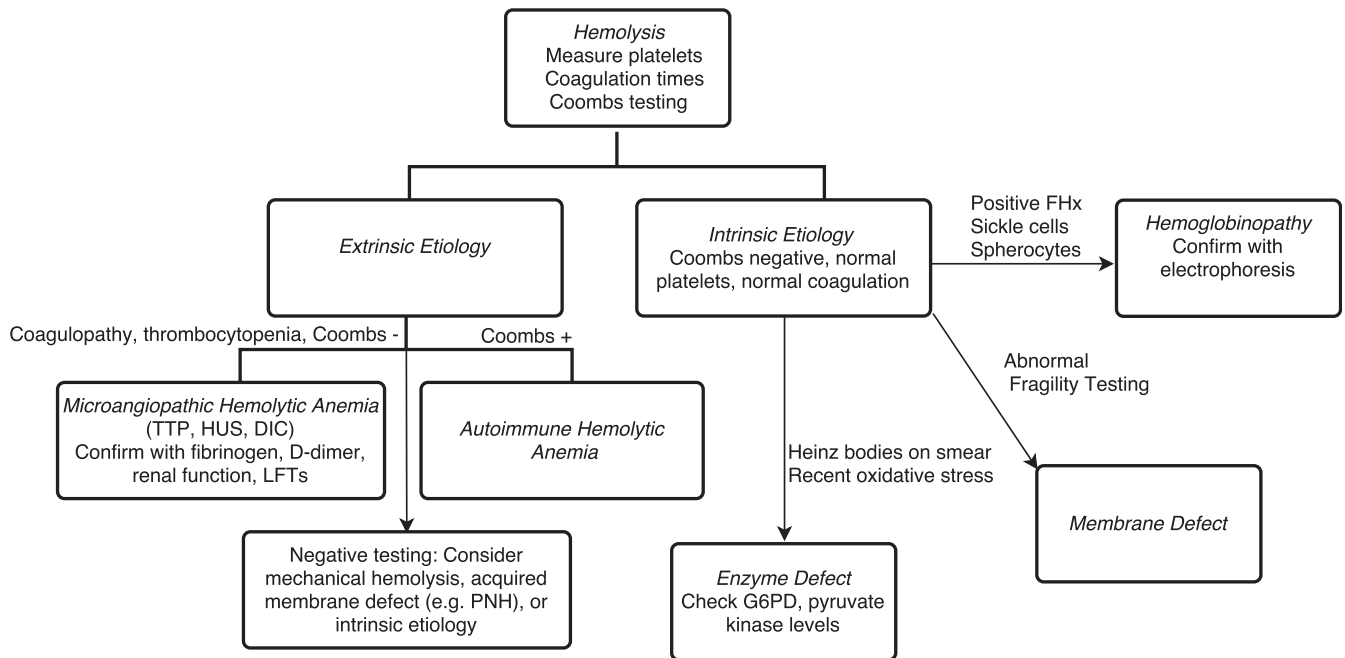 Hemolysis
Measure platelets
Coagulation times
Coombs testing
Extrinsic Etiology
Intrinsic Etiology
Coombs negative, normal
platelets, normal coagulation
Positive FHx
Sickle cells
Spherocytes
Hemoglobinopathy
Confirm with
electrophoresis
Coagulopathy, thrombocytopenia, Coombs -
Coombs +
Microangiopathic Hemolytic Anemia
(TTP, HUS, DIC)
Confirm with fibrinogen, D-dimer,
renal function, LFTs
Autoimmune Hemolytic
Anemia
Abnormal
Fragility Testing
Heinz bodies on smear
Recent oxidative stress
Membrane Defect
Negative testing: Consider
mechanical hemolysis, acquired
membrane defect (e.g. PNH), or
intrinsic etiology
Enzyme Defect
Check G6PD, pyruvate
kinase levels